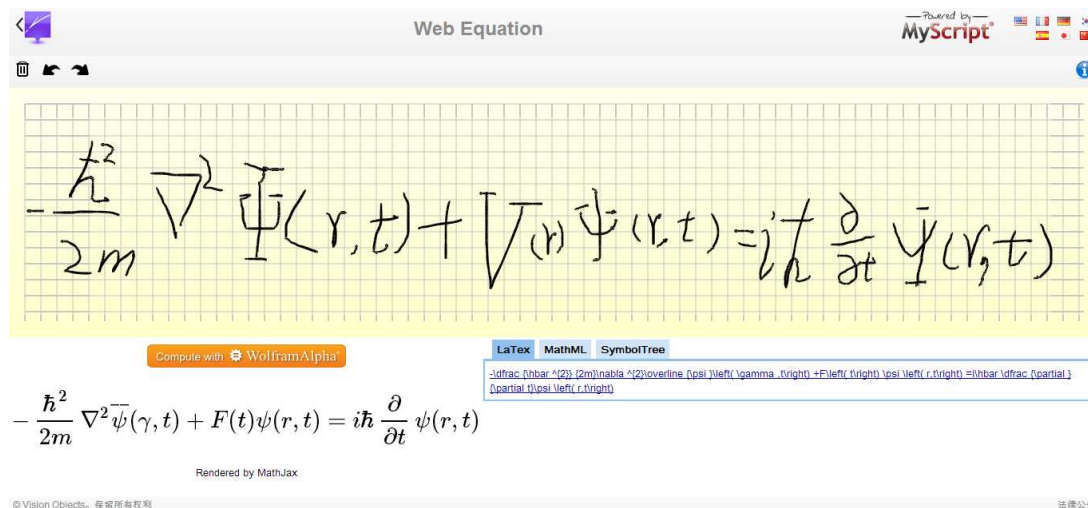 Web Equation
Powered by
MyScript
-ħ²/2m ∇² Ψ(r, t) + V(r) Ψ(r, t) = iħ ∂/∂t Ψ(r, t)
Compute with WolframAlpha
LaTex MathML SymbolTree
-\dfrac {\hbar ^{2}} {2m}\nabla ^{2}\overline {\psi }\left( \gamma ,t\right) +F\left( t\right) \psi \left( r,t\right) =i\hbar \dfrac {\partial }
{\partial t}\psi \left( r,t\right)
− ħ²/2m ∇² ψ̅(γ, t) + F(t)ψ(r, t) = iħ ∂/∂t ψ(r, t)
Rendered by MathJax
© Vision Objects。保留所有权利
法律公